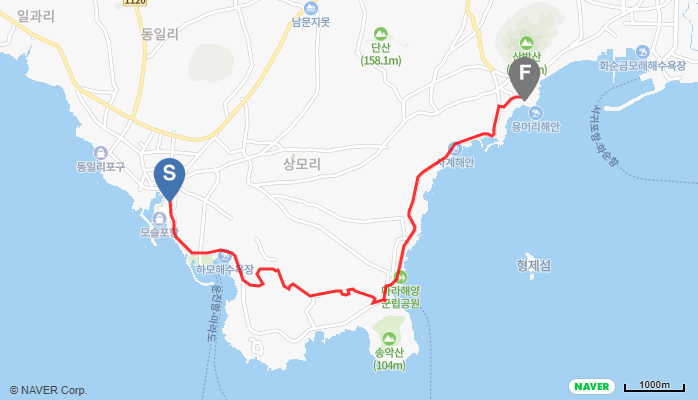 일과리
1120
동일리
남문지못
단산
(158.1m)
산방산
F
화순금모래해수욕장
용머리해안
서귀포항-화순항
사계해안
동일리포구
상모리
S
모슬포항
하모해수욕장
형제섬
마라해양
군립공원
송악산
(104m)
© NAVER Corp.
NAVER
1000m